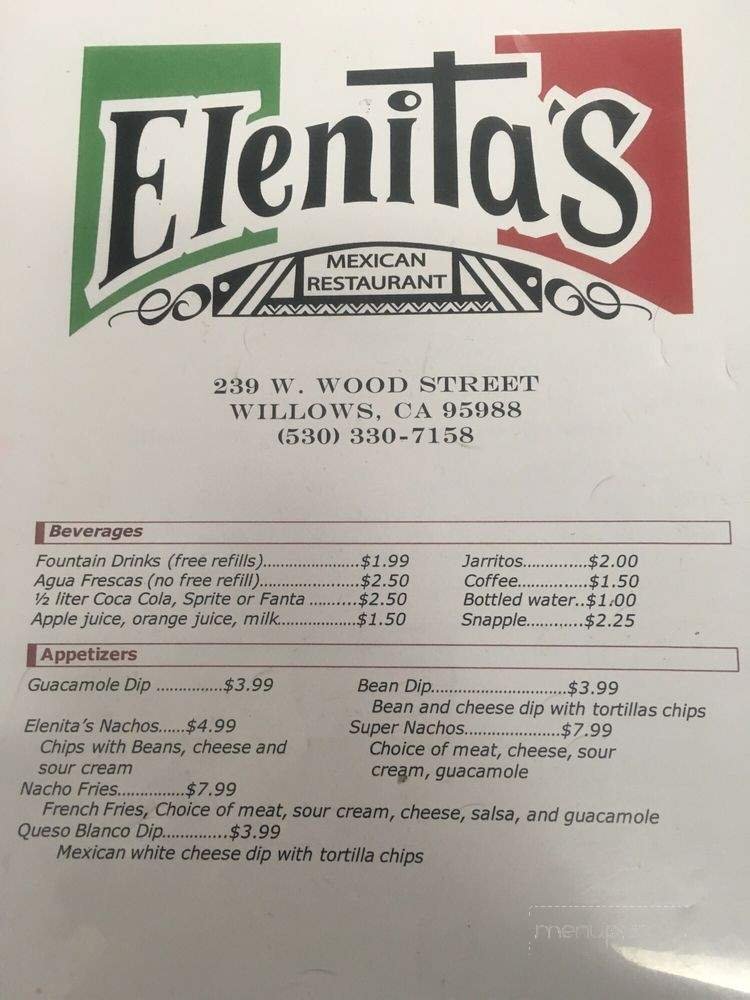 Elenita's
MEXICAN
RESTAURANT
239 W. WOOD STREET
WILLOWS, CA 95988
(530) 330-7158
Beverages
Fountain Drinks (free refills)......................$1.99
Agua Frescas (no free refill).......................$2.50
½ liter Coca Cola, Sprite or Fanta ..........$2.50
Apple juice, orange juice, milk..................$1.50
Jarritos..............$2.00
Coffee...............$1.50
Bottled water..$1.00
Snapple............$2.25
Appetizers
Guacamole Dip ...............$3.99
Bean Dip..............................$3.99
Bean and cheese dip with tortillas chips
Elenita's Nachos......$4.99
Chips with Beans, cheese and
sour cream
Super Nachos.....................$7.99
Choice of meat, cheese, sour
cream, guacamole
Nacho Fries...............$7.99
French Fries, Choice of meat, sour cream, cheese, salsa, and guacamole
Queso Blanco Dip..............$3.99
Mexican white cheese dip with tortilla chips